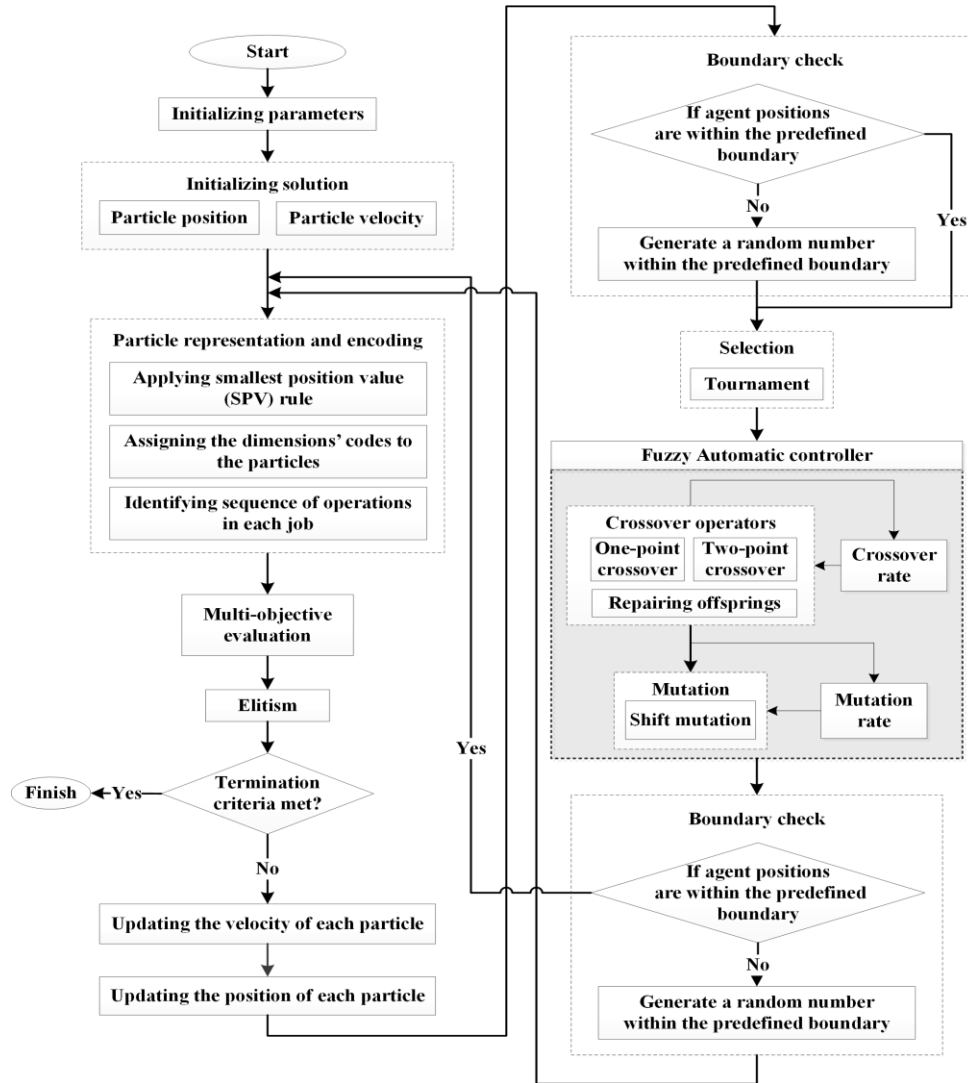 Start
Initializing parameters
Initializing solution
Particle position
Particle velocity
Particle representation and encoding
Applying smallest position value
(SPV) rule
Assigning the dimensions’ codes to
the particles
Identifying sequence of operations
in each job
Multi-objective
evaluation
Elitism
Termination
criteria met?
Yes
Finish
No
Updating the velocity of each particle
Updating the position of each particle
Boundary check
If agent positions
are within the predefined
boundary
No
Yes
Generate a random number
within the predefined boundary
Selection
Tournament
Fuzzy Automatic controller
Crossover operators
One-point
crossover
Two-point
crossover
Repairing offsprings
Crossover
rate
Mutation
Shift mutation
Mutation
rate
Boundary check
If agent positions
are within the predefined
boundary
Yes
No
Generate a random number
within the predefined boundary